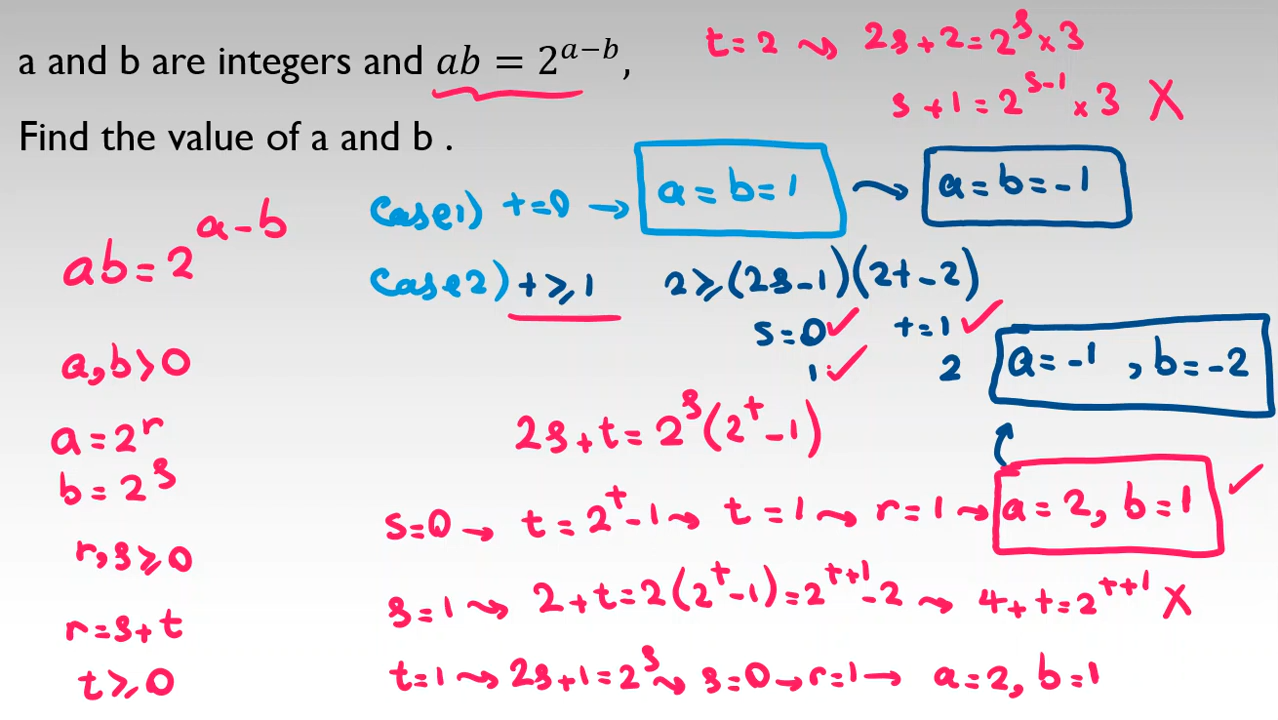 a and b are integers and ab = 2^{a−b},
Find the value of a and b .
t=2 ⇝ 2s+2=2^s×3
s+1=2^{s-1}×3 X
ab=2^{a-b}
a,b>0
a=2^r
b=2^s
r,s≥0
r=s+t
t≥0
Case1) t=0 → a=b=1 ⇝ a=b=-1
Case2) t≥1 2≥(2s-1)(2t-2)
s=0✓ t=1✓
1✓ 2
a=-1, b=-2
2s+t=2^s(2^t-1)
s=0 → t=2^t-1 ⇝ t=1 ⇝ r=1 ⇝ a=2, b=1 ✓
s=1 ⇝ 2+t=2(2^t-1)=2^{t+1}-2 ⇝ 4+t=2^{t+1} X
t=1 ⇝ 2s+1=2^s ⇝ s=0 → r=1 → a=2, b=1